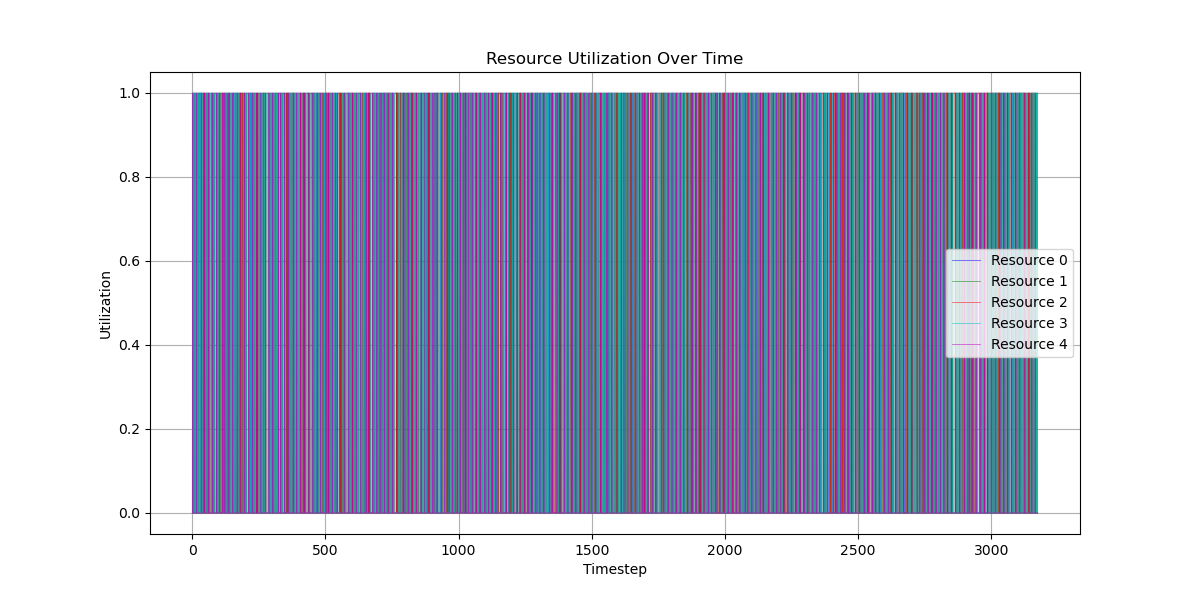 Resource Utilization Over Time
Utilization
1.0
0.8
0.6
0.4
0.2
0.0
Resource 0
Resource 1
Resource 2
Resource 3
Resource 4
0 500 1000 1500 2000 2500 3000
Timestep